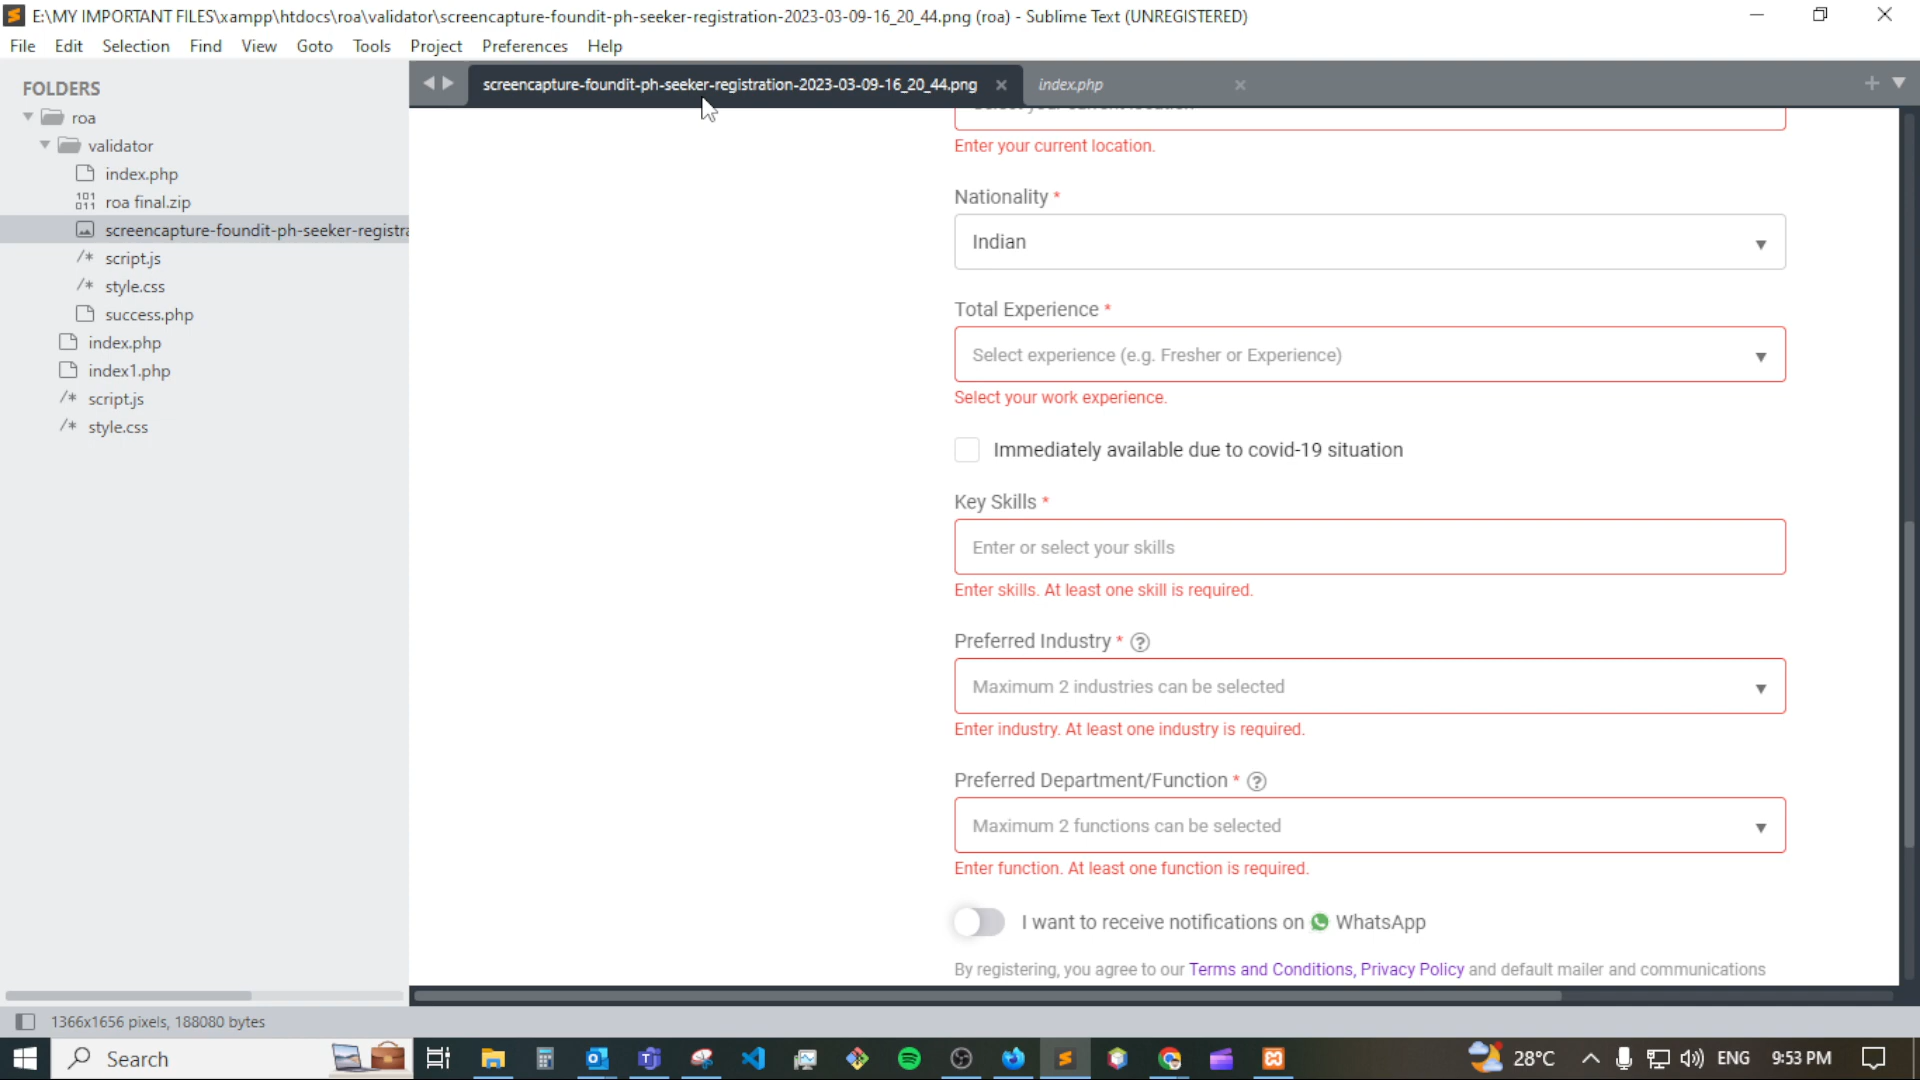 E:\MY IMPORTANT FILES\xampp\htdocs\roa\validator\screencapture-foundit-ph-seeker-registration-2023-03-09-16_20_44.png (roa) - Sublime Text (UNREGISTERED)
File Edit Selection Find View Goto Tools Project Preferences Help
FOLDERS
roa
validator
index.php
roa final.zip
screencapture-foundit-ph-seeker-registra
script.js
style.css
success.php
index.php
index1.php
script.js
style.css
screencapture-foundit-ph-seeker-registration-2023-03-09-16_20_44.png
index.php
Enter your current location.
Nationality *
Indian
Total Experience *
Select experience (e.g. Fresher or Experience)
Select your work experience.
Immediately available due to covid-19 situation
Key Skills *
Enter or select your skills
Enter skills. At least one skill is required.
Preferred Industry * ?
Maximum 2 industries can be selected
Enter industry. At least one industry is required.
Preferred Department/Function * ?
Maximum 2 functions can be selected
Enter function. At least one function is required.
I want to receive notifications on WhatsApp
By registering, you agree to our Terms and Conditions, Privacy Policy and default mailer and communications
1366x1656 pixels, 188080 bytes
Search
28°C
ENG
9:53 PM